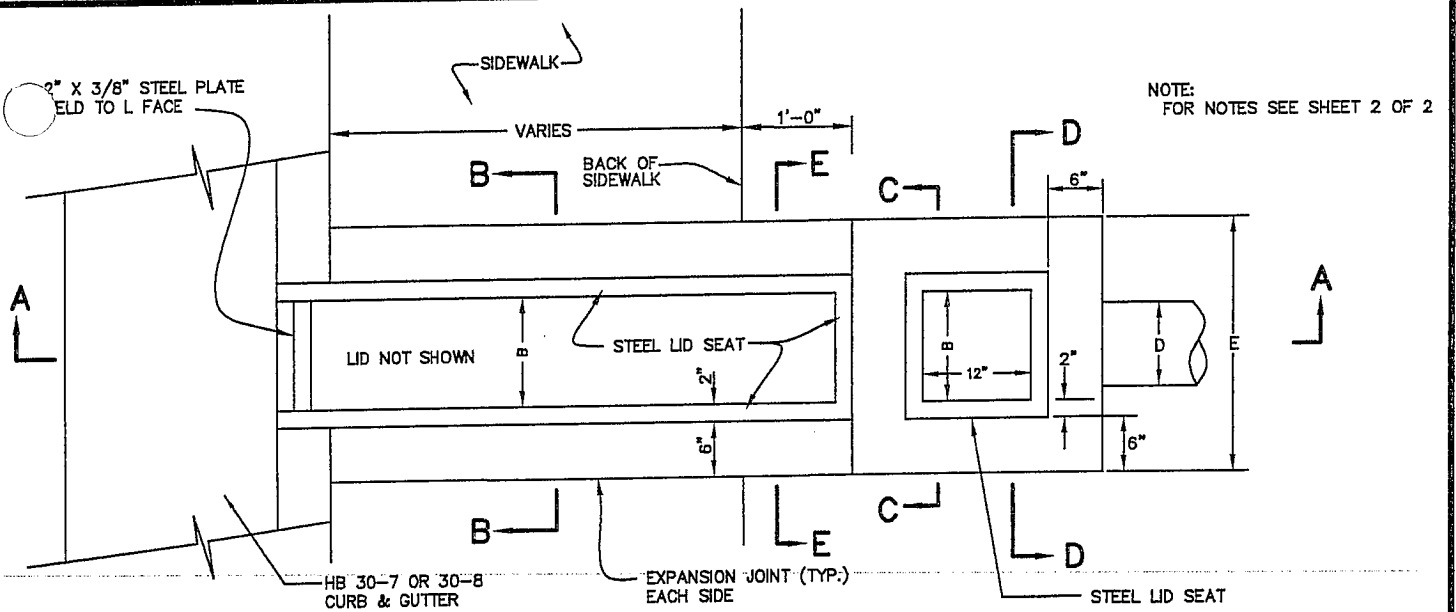 2" X 3/8" STEEL PLATE
ELD TO L FACE
SIDEWALK
NOTE:
FOR NOTES SEE SHEET 2 OF 2
VARIES
1'-0"
D
B
BACK OF
SIDEWALK
E
C
6"
A
A
LID NOT SHOWN
B
STEEL LID SEAT
B
12"
2"
D
E
2"
6"
6"
B
C
E
D
HB 30-7 OR 30-8
CURB & GUTTER
EXPANSION JOINT (TYP.)
EACH SIDE
STEEL LID SEAT